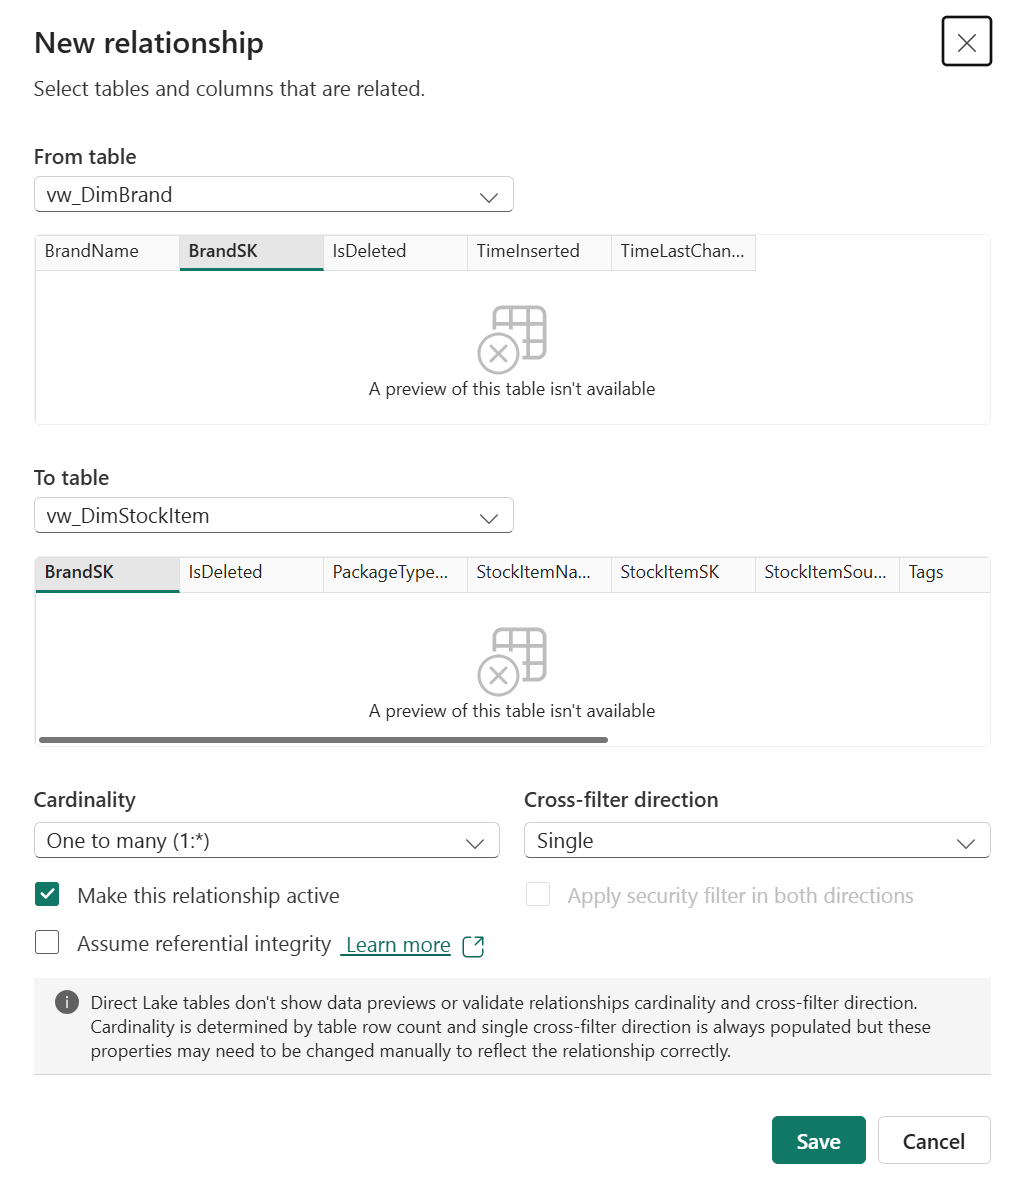 New relationship
Select tables and columns that are related.
From table
vw_DimBrand
BrandName BrandSK IsDeleted TimeInserted TimeLastChan...
A preview of this table isn't available
To table
vw_DimStockItem
BrandSK IsDeleted PackageType... StockItemNa... StockItemSK StockItemSou... Tags
A preview of this table isn't available
Cardinality Cross-filter direction
One to many (1:*) Single
Make this relationship active Apply security filter in both directions
Assume referential integrity Learn more
Direct Lake tables don't show data previews or validate relationships cardinality and cross-filter direction.
Cardinality is determined by table row count and single cross-filter direction is always populated but these
properties may need to be changed manually to reflect the relationship correctly.
Save Cancel